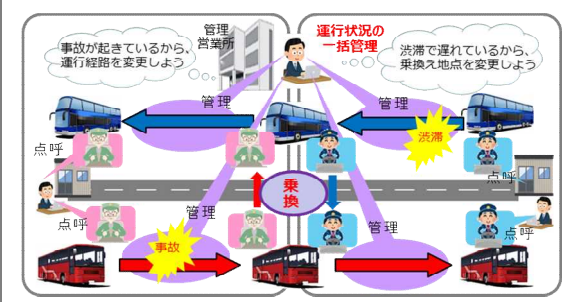 管理
営業所
運行状況の
一括管理
事故が起きているから、
運行経路を変更しよう
渋滞で遅れているから、
乗換え地点を変更しよう
管理
管理
渋滞
点呼
点呼
乗
換
管理
管理
点呼
点呼
事故